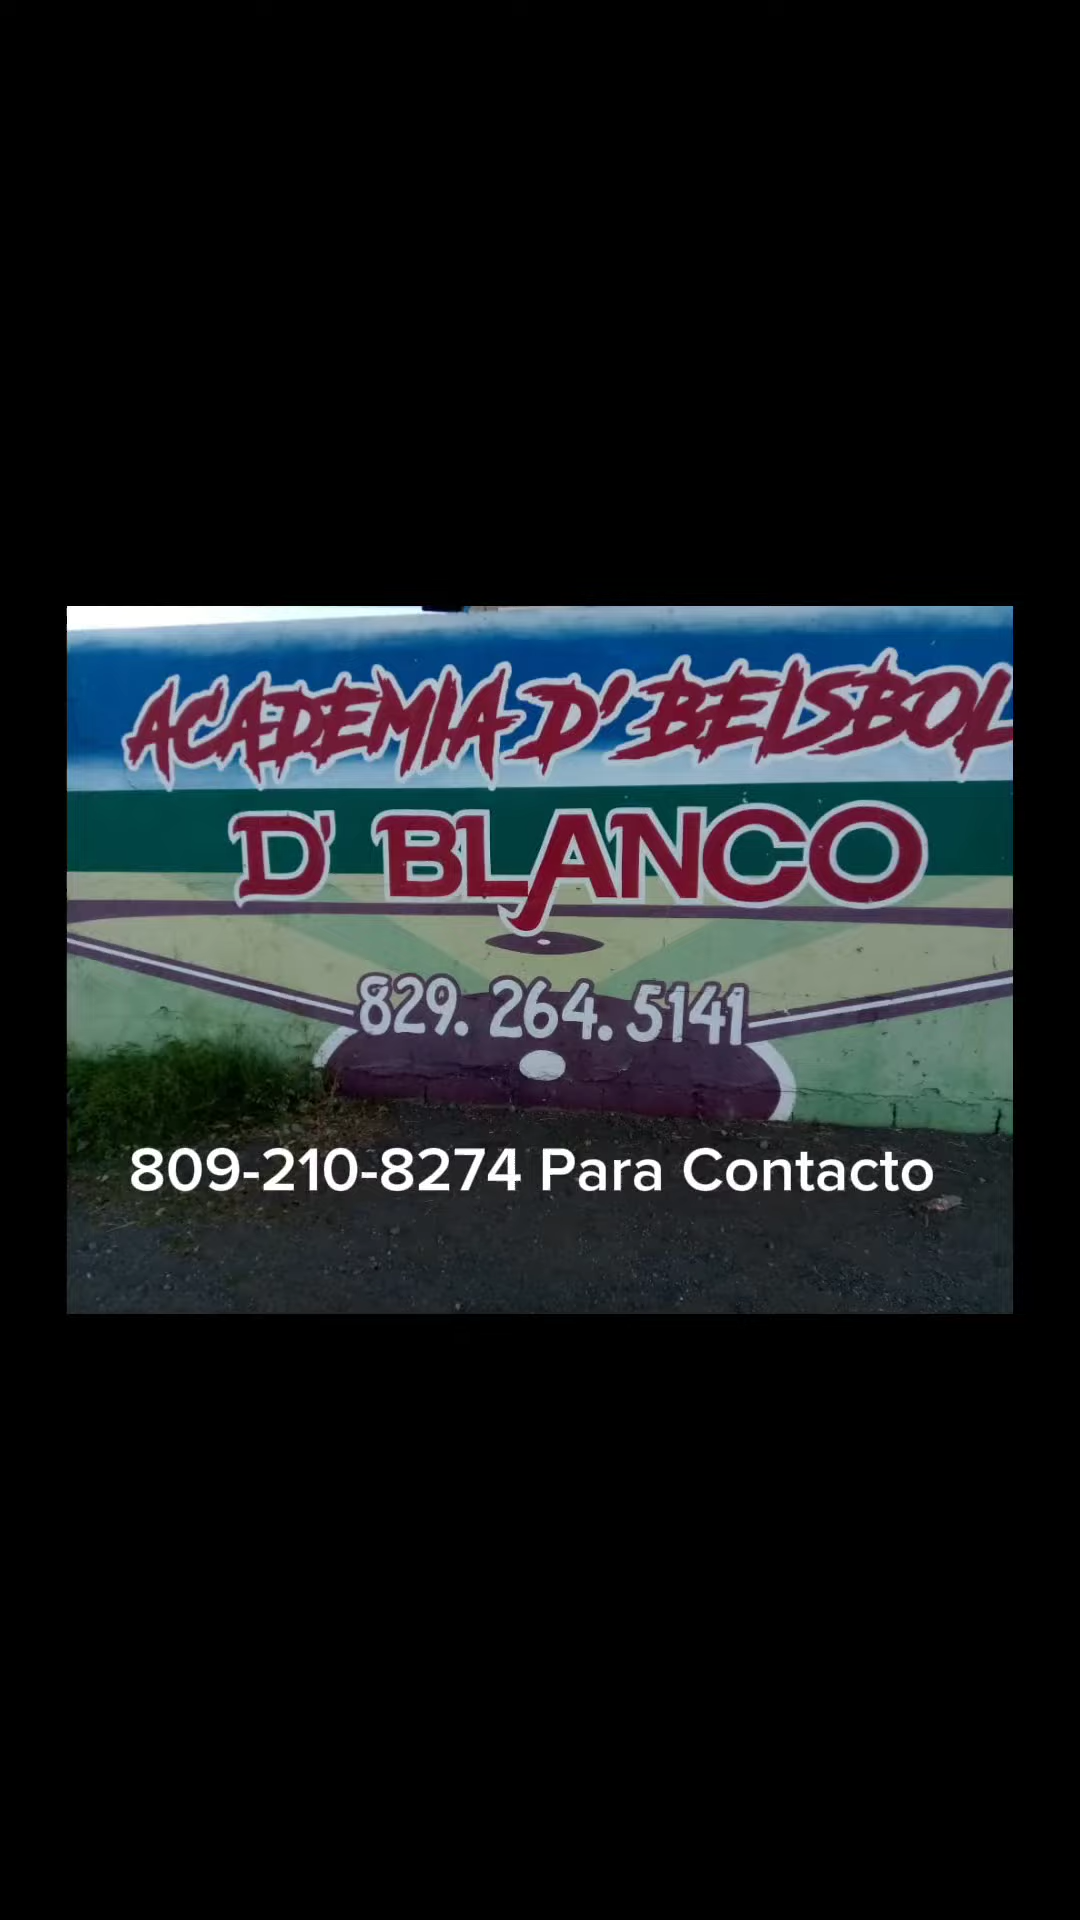 ACADEMIA D' BEISBOL
D' BLANCO
829. 264. 5141
809-210-8274 Para Contacto